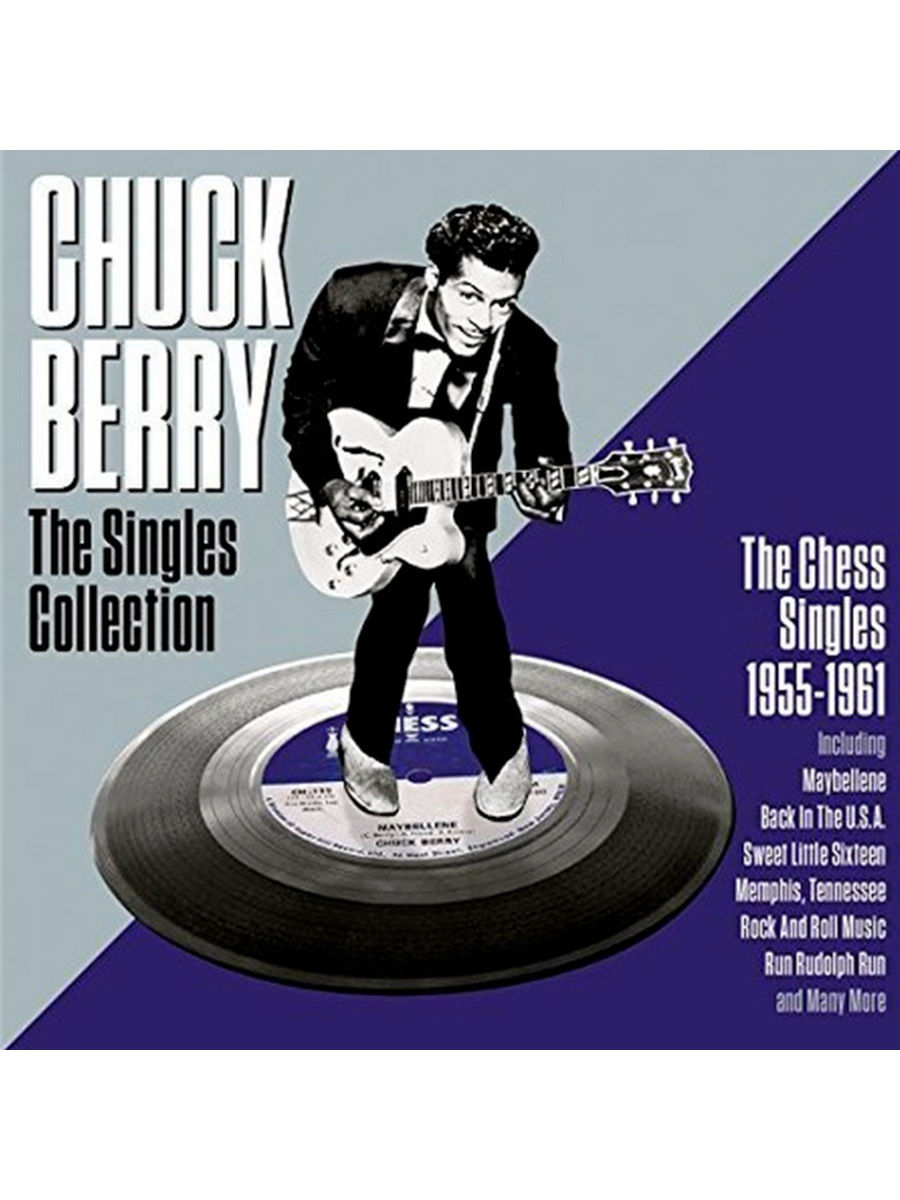 CHUCK
BERRY
The Singles
Collection
The Chess
Singles
1955-1961
Including
Maybellene
Back In The U.S.A.
Sweet Little Sixteen
Memphis, Tennessee
Rock And Roll Music
Run Rudolph Run
and Many More
MAYBELLENE
CHUCK BERRY